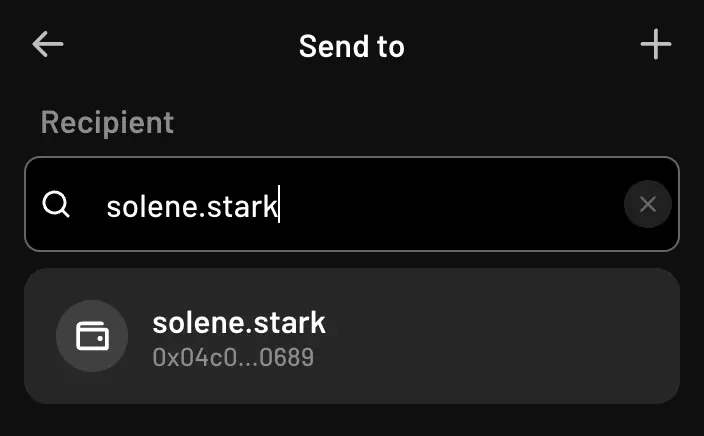 Send to
Recipient
solene.stark
solene.stark
0x04c0...0689